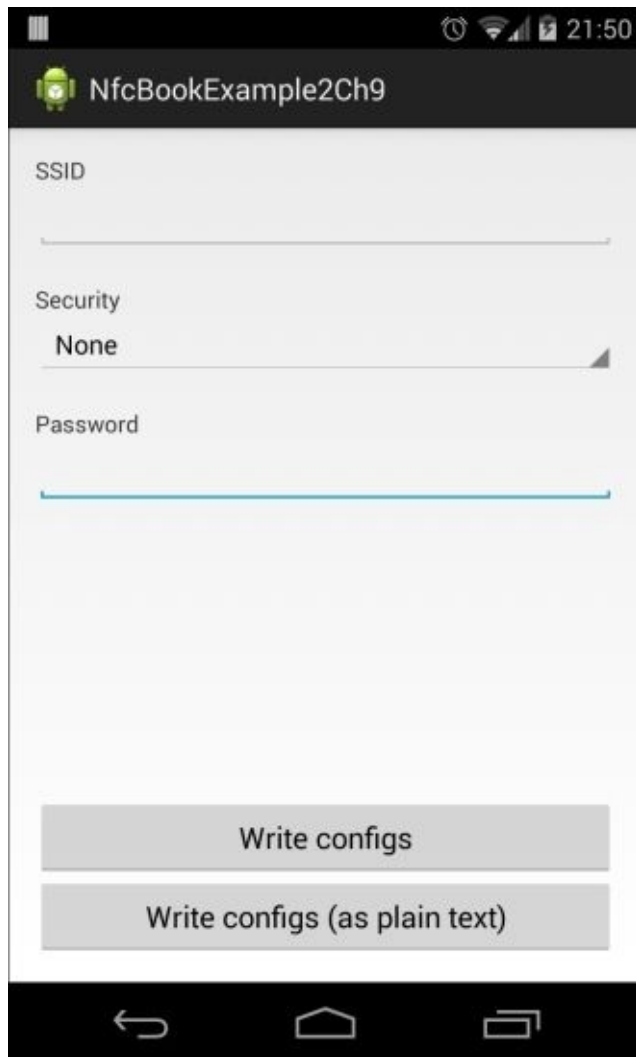 21:50
NfcBookExample2Ch9
SSID
Security
None
Password
Write configs
Write configs (as plain text)